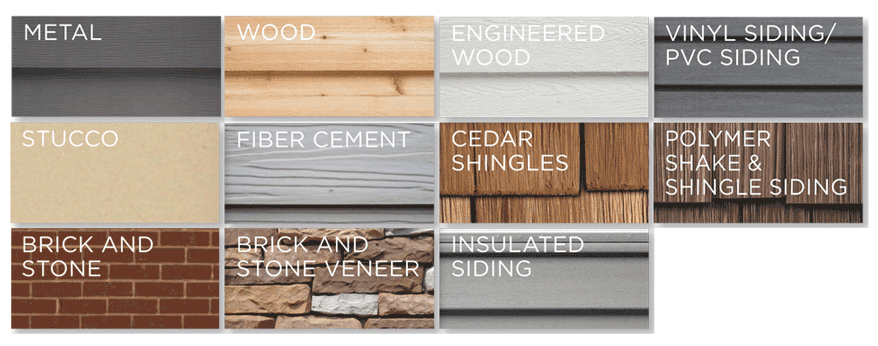 METAL
WOOD
ENGINEERED
WOOD
VINYL SIDING/
PVC SIDING
STUCCO
FIBER CEMENT
CEDAR
SHINGLES
POLYMER
SHAKE &
SHINGLE SIDING
BRICK AND
STONE
BRICK AND
STONE VENEER
INSULATED
SIDING